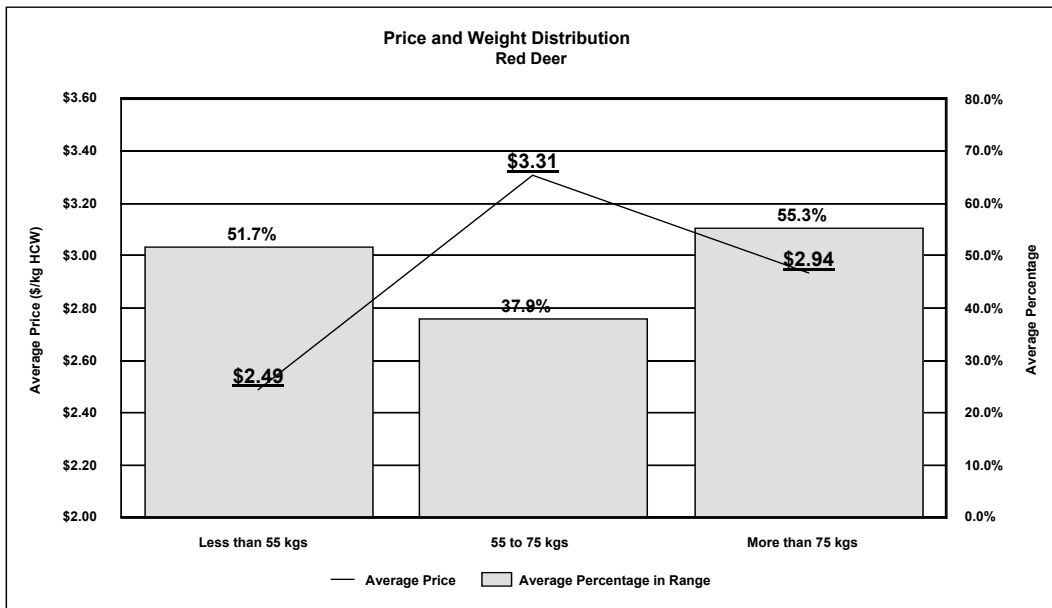 Price and Weight Distribution
Red Deer
$3.60
$3.40
$3.20
$3.00
$2.80
$2.60
$2.40
$2.20
$2.00
Average Price ($/kg HCW)
80.0%
70.0%
60.0%
50.0%
40.0%
30.0%
20.0%
10.0%
0.0%
Average Percentage
51.7%
$2.49
$3.31
37.9%
55.3%
$2.94
Less than 55 kgs
55 to 75 kgs
More than 75 kgs
Average Price
Average Percentage in Range